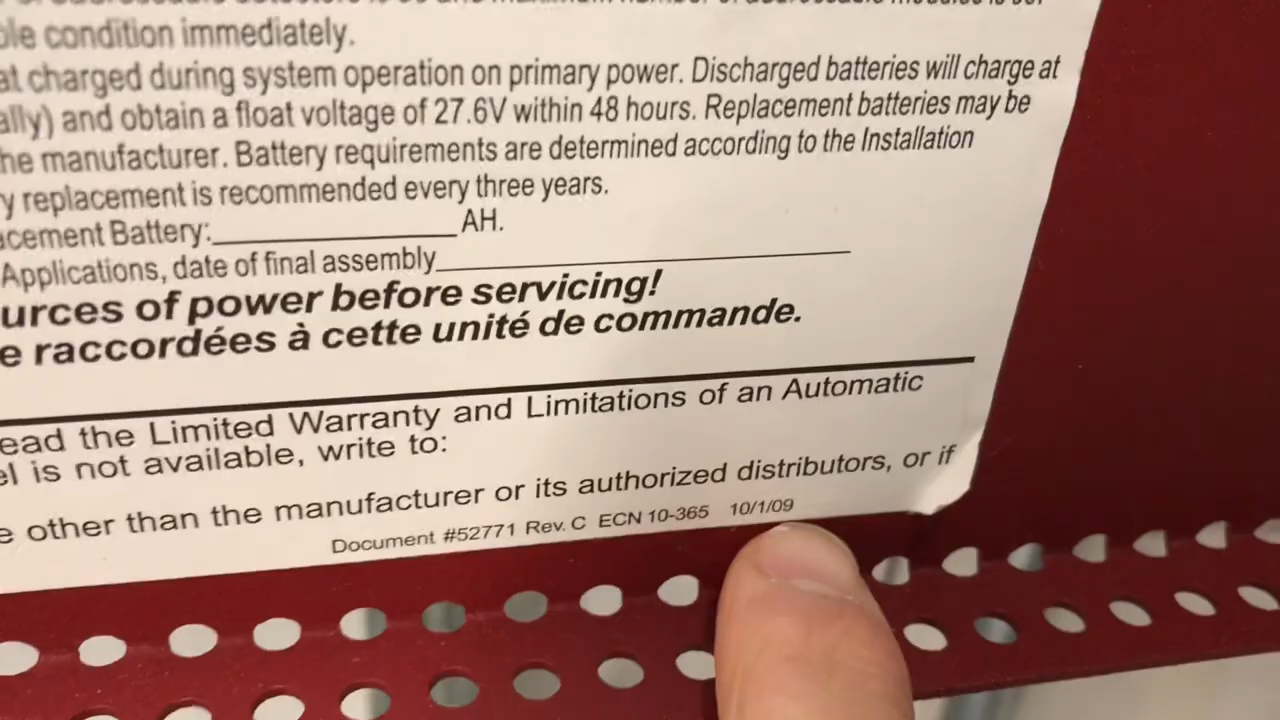 ble condition immediately.
at charged during system operation on primary power. Discharged batteries will charge at
ally) and obtain a float voltage of 27.6V within 48 hours. Replacement batteries may be
he manufacturer. Battery requirements are determined according to the Installation
y replacement is recommended every three years.
acement Battery:____________AH.
Applications, date of final assembly____________
urces of power before servicing!
e raccordées à cette unité de commande.
ead the Limited Warranty and Limitations of an Automatic
el is not available, write to:
e other than the manufacturer or its authorized distributors, or if
Document #52771 Rev. C ECN 10-365 10/1/09